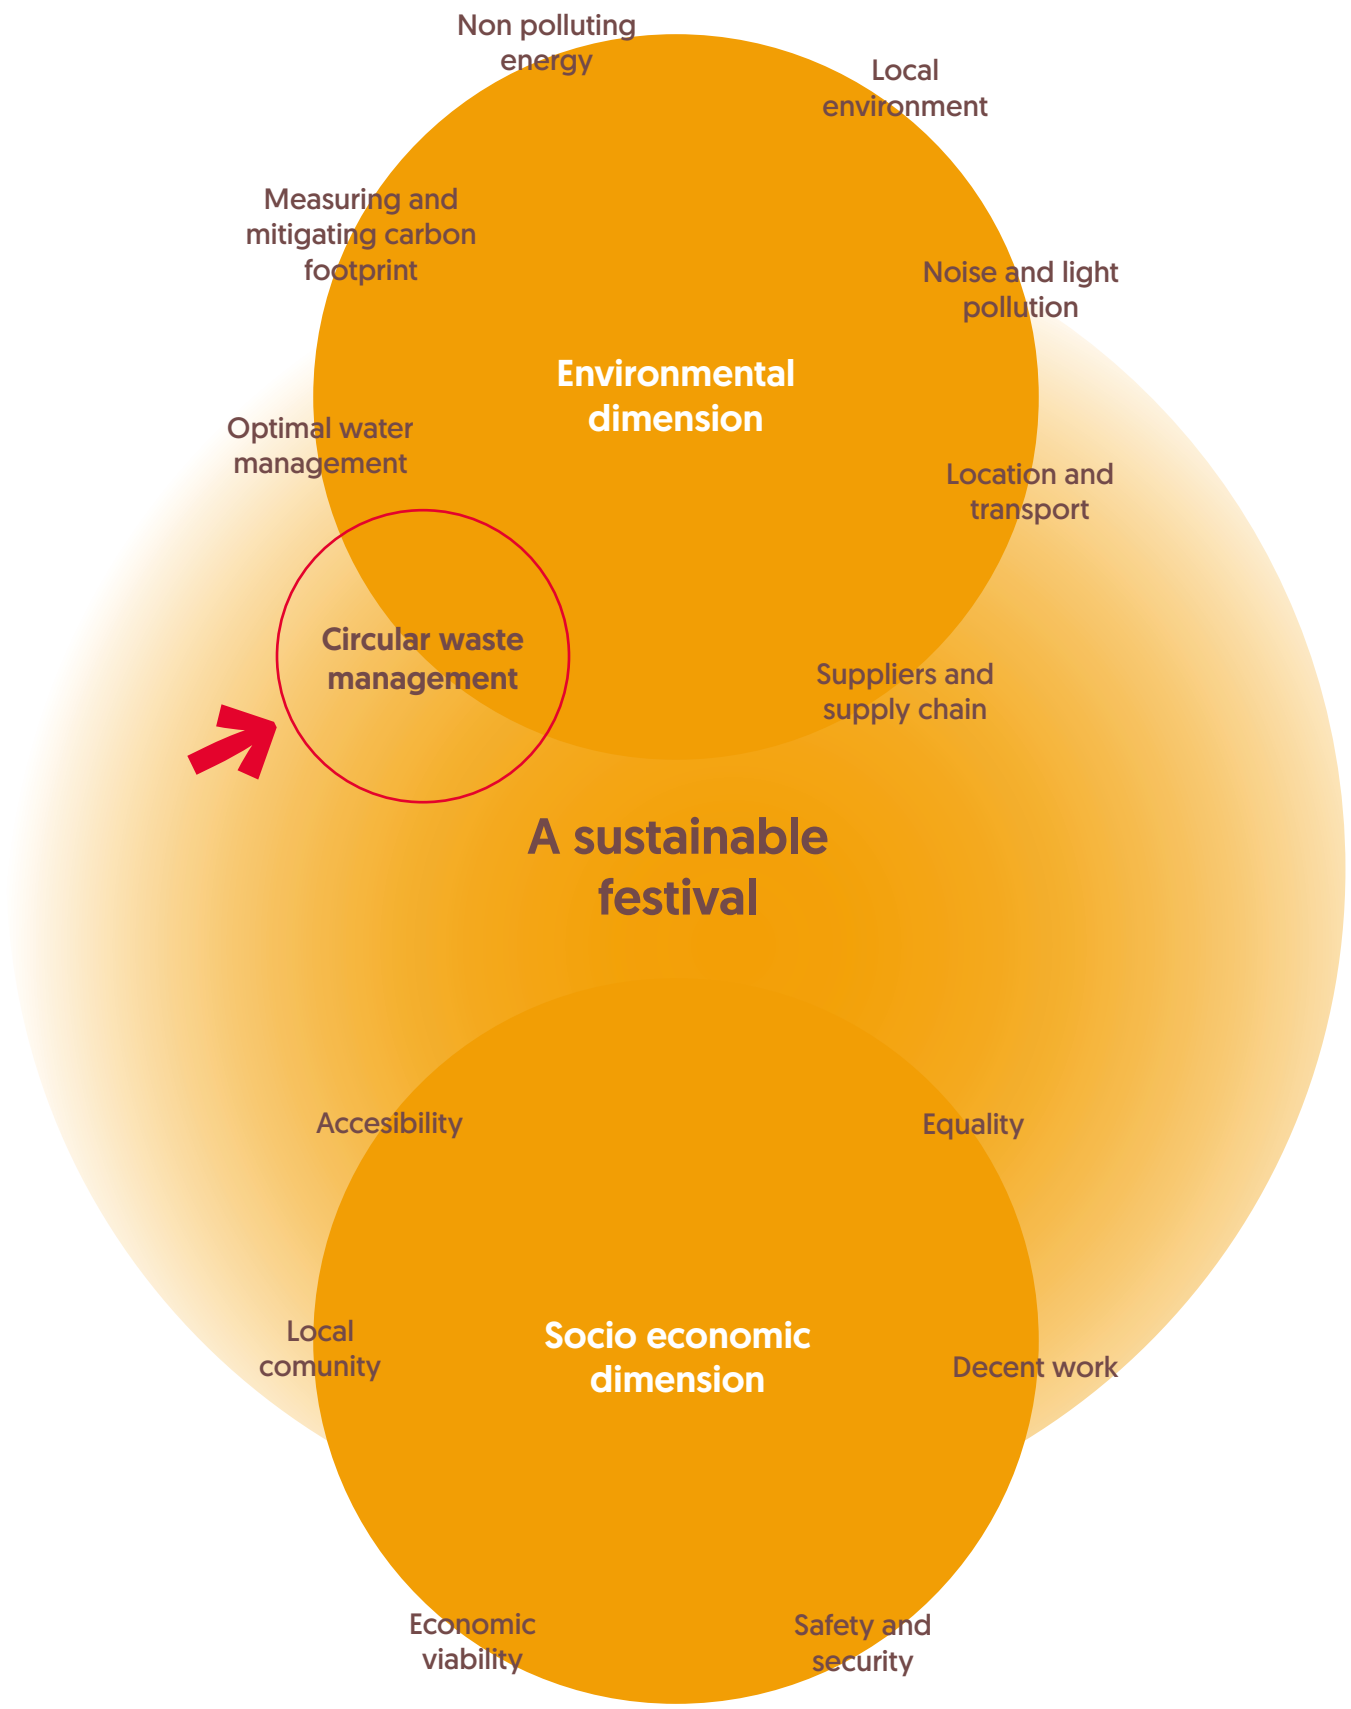 Non polluting
energy
Local
environment
Measuring and
mitigating carbon
footprint
Noise and light
pollution
Environmental
dimension
Optimal water
management
Location and
transport
Circular waste
management
Suppliers and
supply chain
A sustainable
festival
Accesibility
Equality
Local
comunity
Socio economic
dimension
Decent work
Economic
viability
Safety and
security